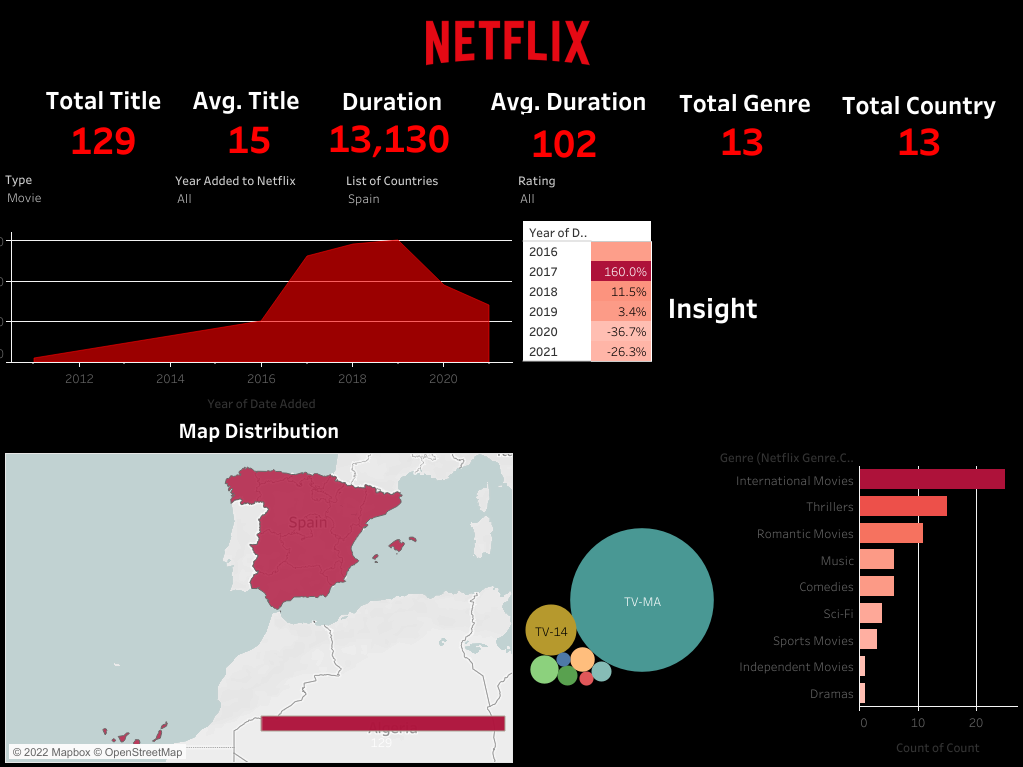 NETFLIX
Total Title
129
Avg. Title
15
Duration
13,130
Avg. Duration
102
Total Genre
13
Total Country
13
Type
Movie
Year Added to Netflix
All
List of Countries
Spain
Rating
All
2012
2014
2016
2018
2020
Year of Date Added
Year of D..
2016
2017 160.0%
2018 11.5%
2019 3.4%
2020 -36.7%
2021 -26.3%
Insight
Map Distribution
Spain
Algeria
129
© 2022 Mapbox © OpenStreetMap
TV-MA
TV-14
Genre (Netflix Genre.C..
International Movies
Thrillers
Romantic Movies
Music
Comedies
Sci-Fi
Sports Movies
Independent Movies
Dramas
0
10
20
Count of Count